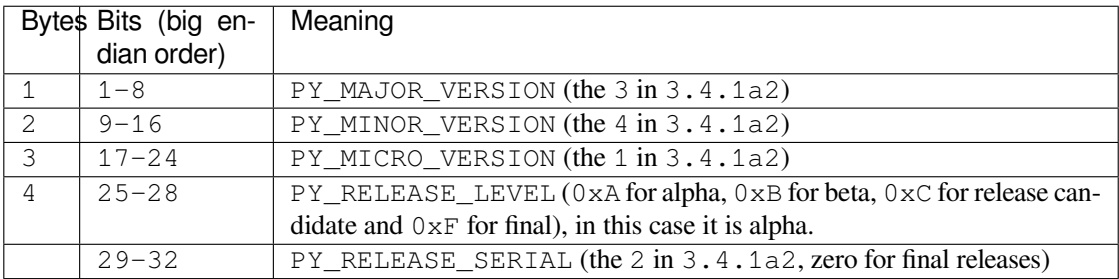 Bytes Bits (big en- Meaning
dian order)
1 1-8 PY_MAJOR_VERSION (the 3 in 3.4.1a2)
2 9-16 PY_MINOR_VERSION (the 4 in 3.4.1a2)
3 17-24 PY_MICRO_VERSION (the 1 in 3.4.1a2)
4 25-28 PY_RELEASE_LEVEL (0xA for alpha, 0xB for beta, 0xC for release can-
didate and 0xF for final), in this case it is alpha.
29-32 PY_RELEASE_SERIAL (the 2 in 3.4.1a2, zero for final releases)